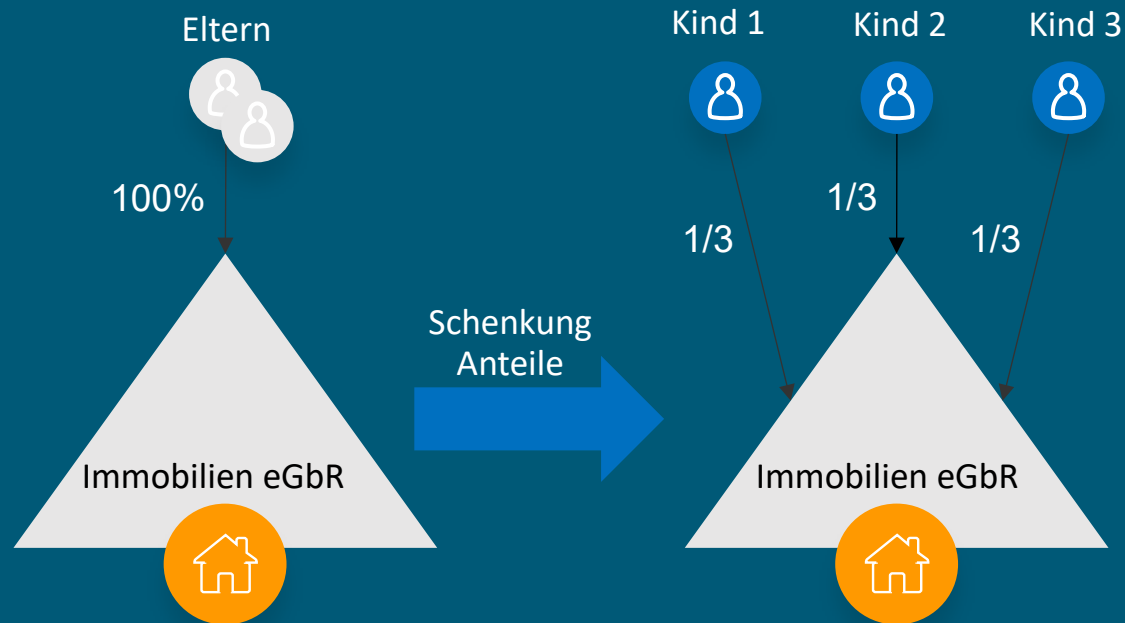 Eltern
100%
Immobilien eGbR
Schenkung
Anteile
Kind 1
Kind 2
Kind 3
1/3
1/3
1/3
Immobilien eGbR